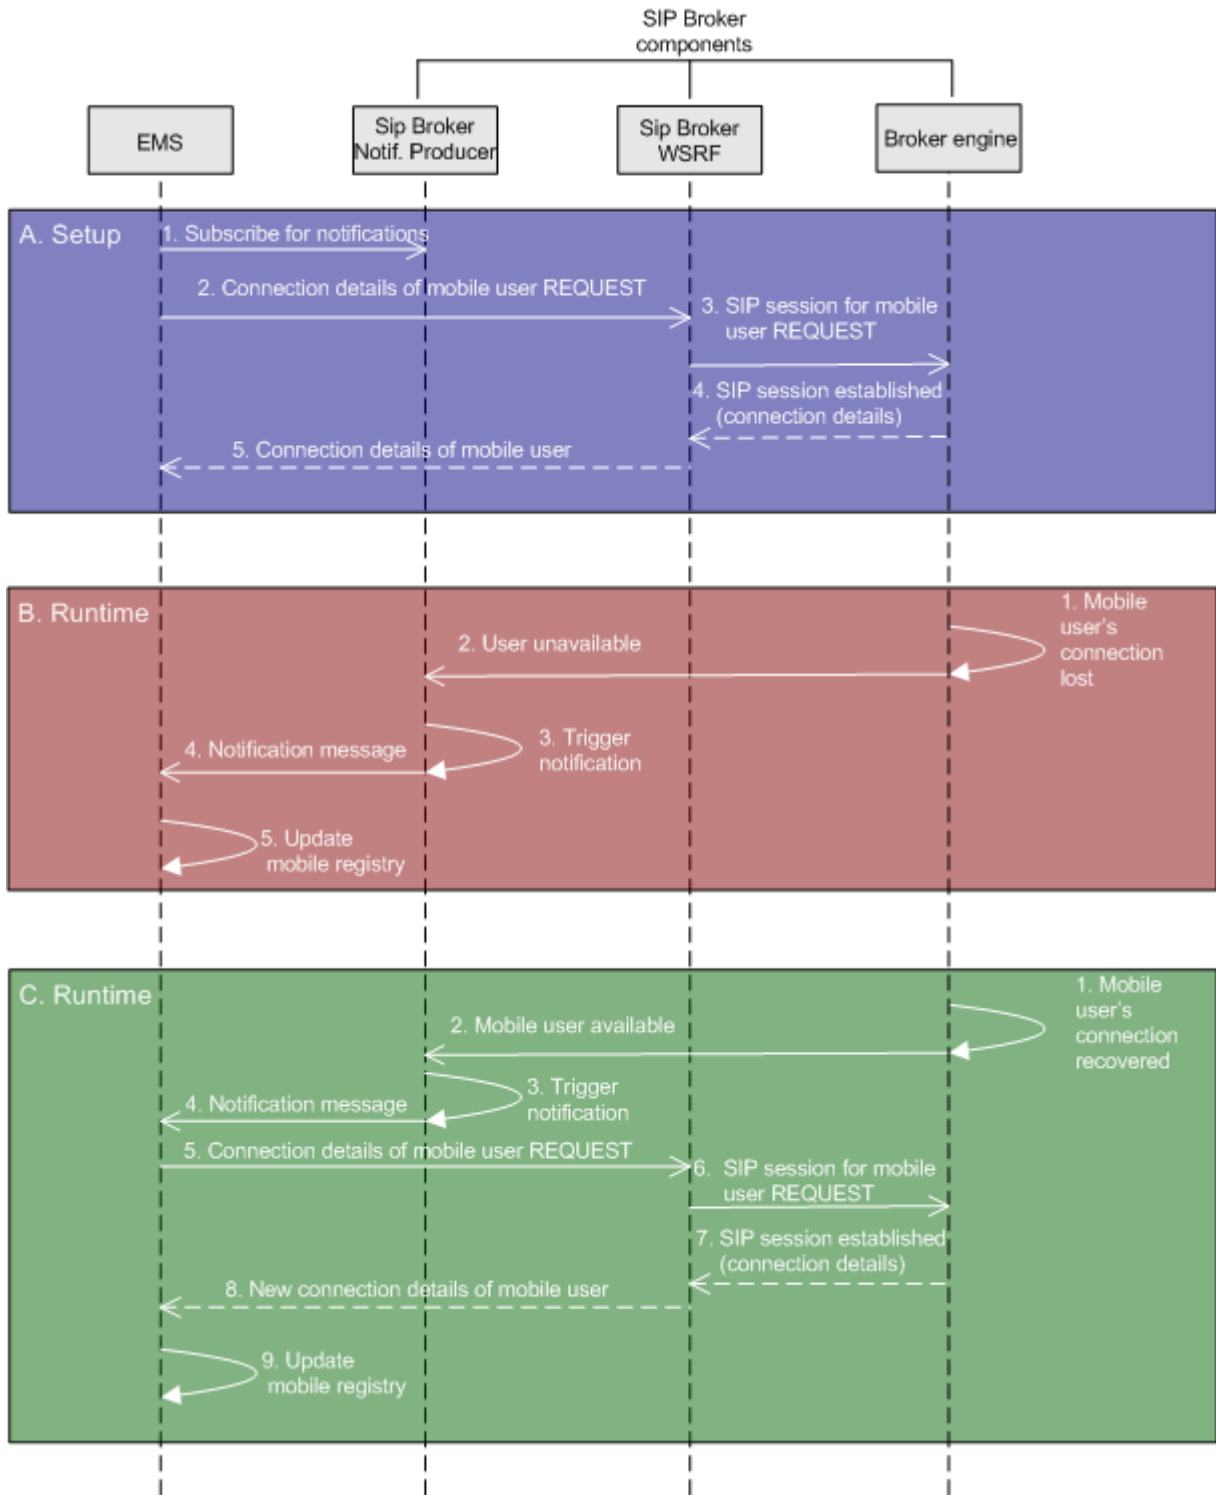 SIP Broker
components
EMS
Sip Broker
Notif. Producer
Sip Broker
WSRF
Broker engine
A. Setup
1. Subscribe for notifications
2. Connection details of mobile user REQUEST
3. SIP session for mobile
user REQUEST
4. SIP session established
(connection details)
5. Connection details of mobile user
B. Runtime
1. Mobile
user's
connection
lost
2. User unavailable
3. Trigger
notification
4. Notification message
5. Update
mobile registry
C. Runtime
1. Mobile
user's
connection
recovered
2. Mobile user available
3. Trigger
notification
4. Notification message
5. Connection details of mobile user REQUEST
6. SIP session for mobile
user REQUEST
7. SIP session established
(connection details)
8. New connection details of mobile user
9. Update
mobile registry